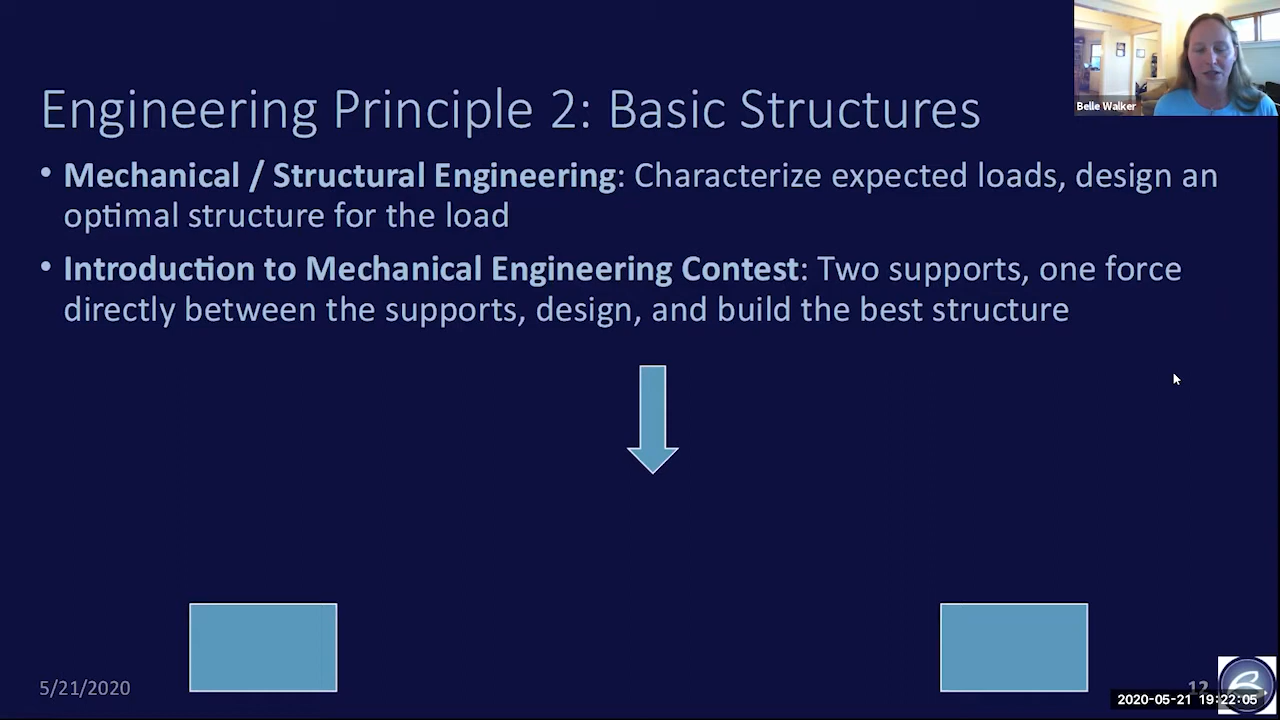 Engineering Principle 2: Basic Structures
Belle Walker
• Mechanical / Structural Engineering: Characterize expected loads, design an
optimal structure for the load
• Introduction to Mechanical Engineering Contest: Two supports, one force
directly between the supports, design, and build the best structure
5/21/2020
12
2020-05-21 19:22:05